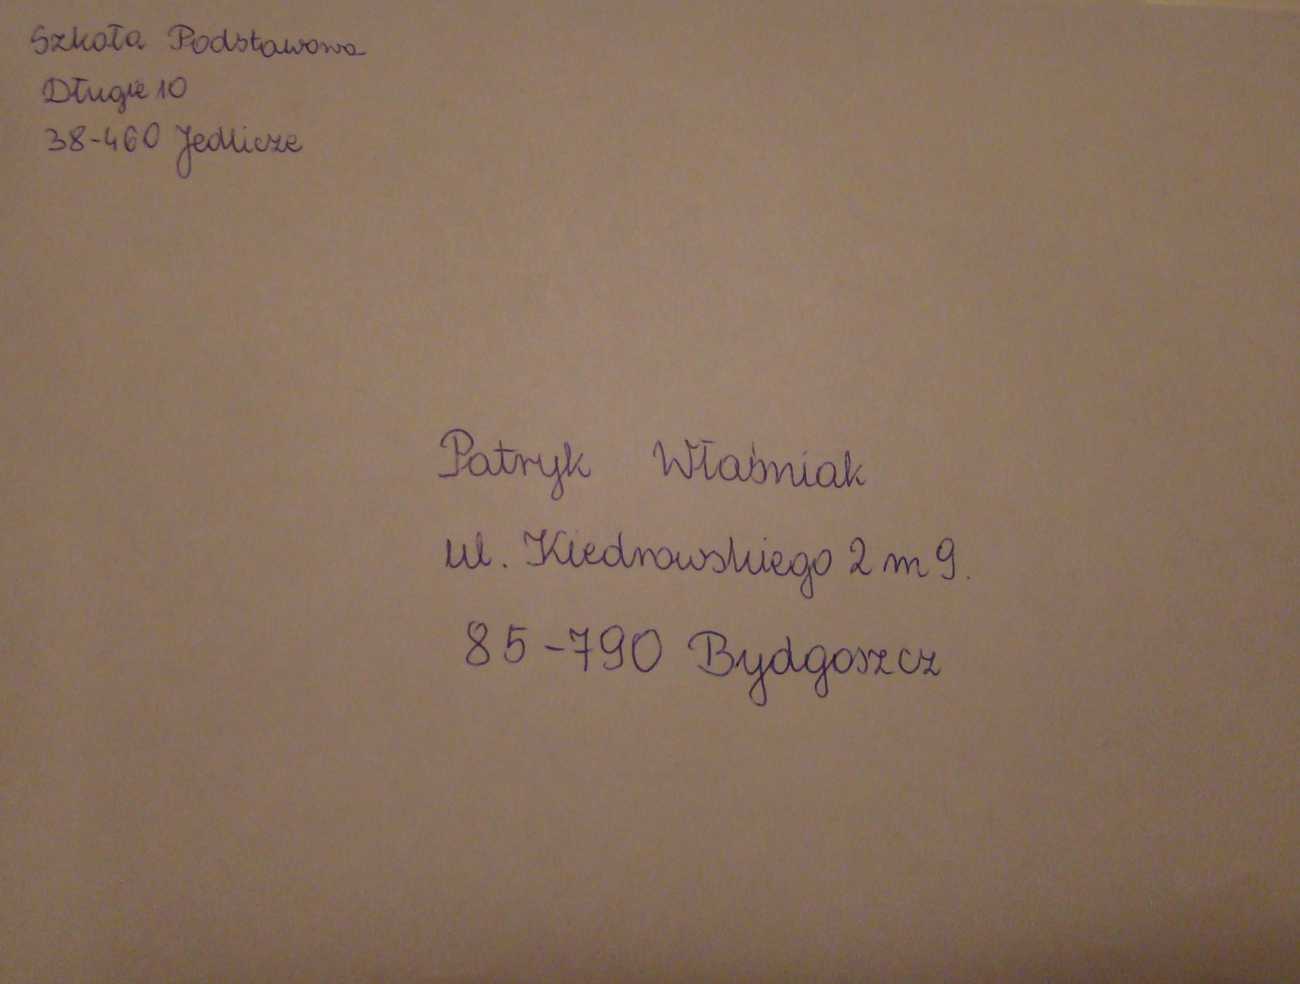 Szkoła Podstawowa
Długie 10
38-460 Jedlicze
Patryk Właśniak
ul. Kiedrowskiego 2 m 9.
85-790 Bydgoszcz